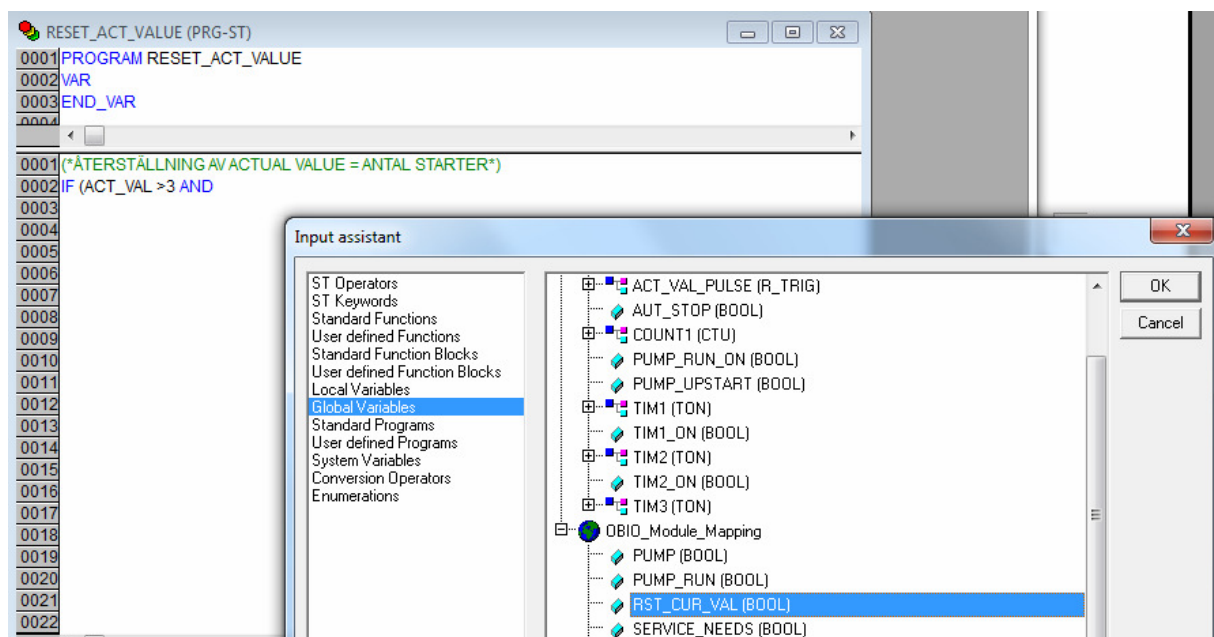 RESET_ACT_VALUE (PRG-ST)
0001 PROGRAM RESET_ACT_VALUE
0002 VAR
0003 END_VAR
0004
0001 (*ÅTERSTÄLLNING AV ACTUAL VALUE = ANTAL STARTER*)
0002 IF (ACT_VAL >3 AND
0003
0004
0005
0006
0007
0008
0009
0010
0011
0012
0013
0014
0015
0016
0017
0018
0019
0020
0021
0022
Input assistant
ST Operators
ST Keywords
Standard Functions
User defined Functions
Standard Function Blocks
User defined Function Blocks
Local Variables
Global Variables
Standard Programs
User defined Programs
System Variables
Conversion Operators
Enumerations
ACT_VAL_PULSE (R_TRIG)
AUT_STOP (BOOL)
COUNT1 (CTU)
PUMP_RUN_ON (BOOL)
PUMP_UPSTART (BOOL)
TIM1 (TON)
TIM1_ON (BOOL)
TIM2 (TON)
TIM2_ON (BOOL)
TIM3 (TON)
OBIO_Module_Mapping
PUMP (BOOL)
PUMP_RUN (BOOL)
RST_CUR_VAL (BOOL)
SERVICE_NEEDS (BOOL)
OK
Cancel